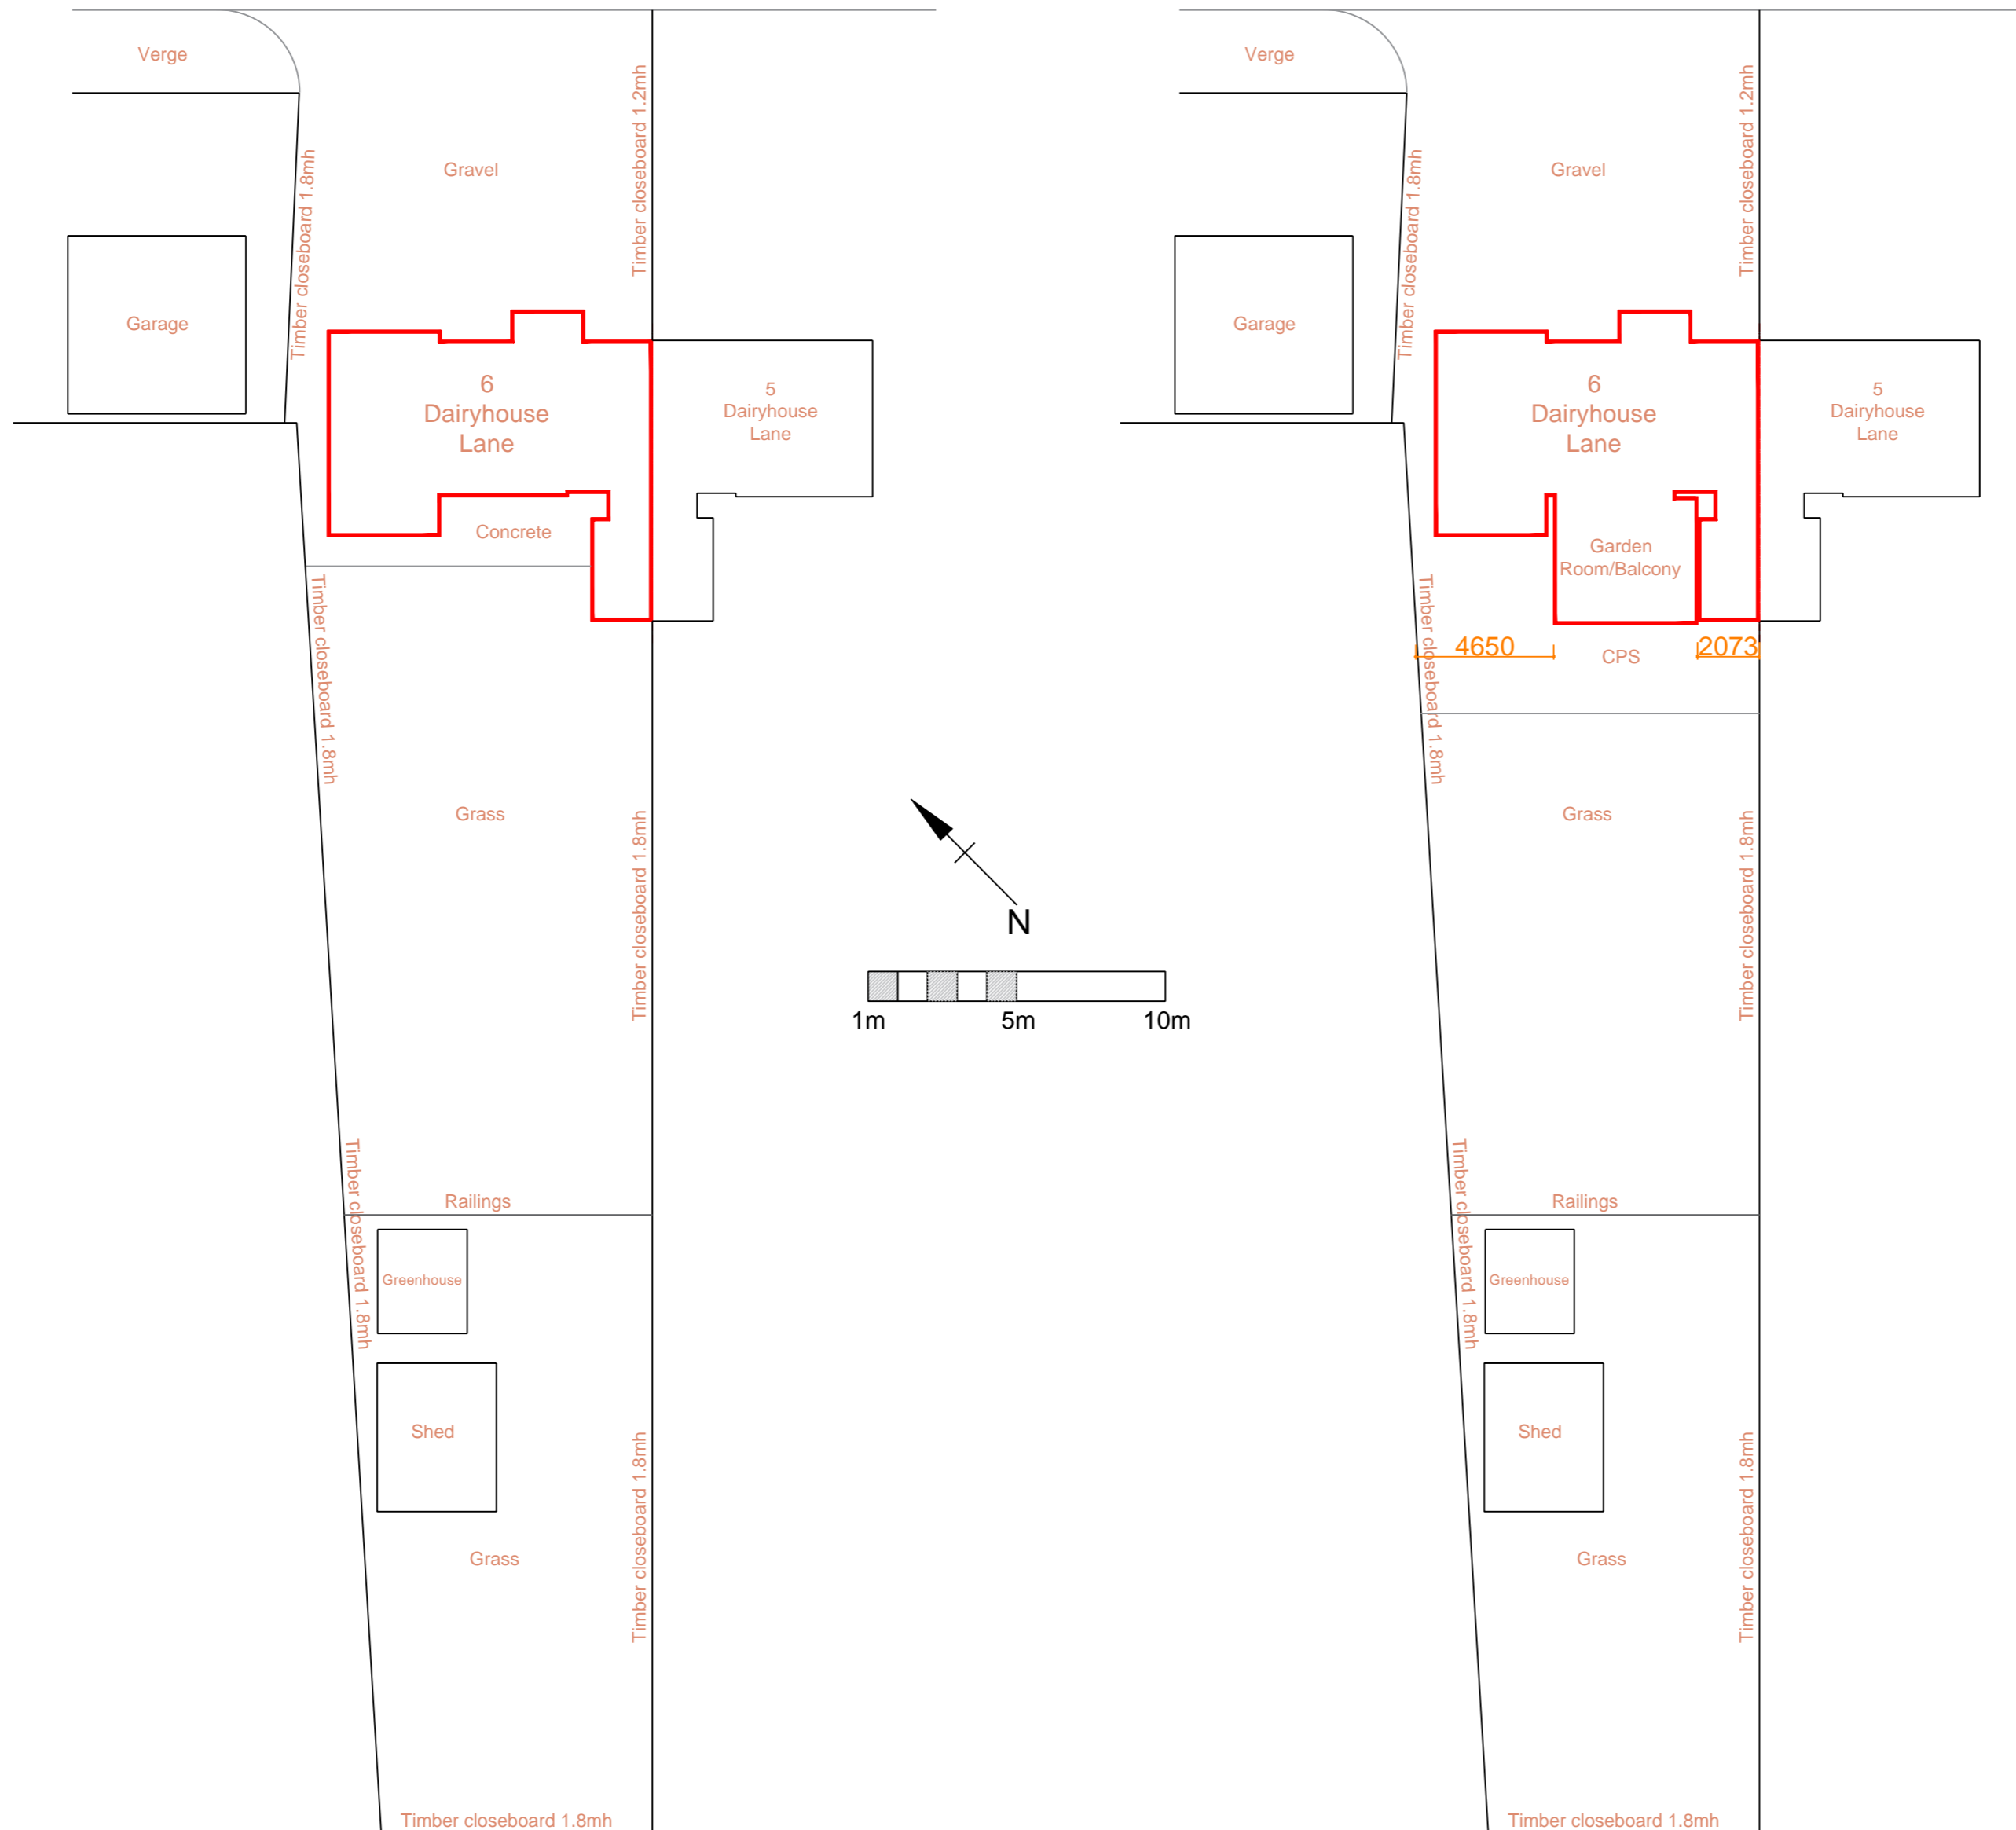 Verge
Timber closeboard 1.2mh
Gravel
Timber closeboard 1.8mh
Garage
6
Dairyhouse
Lane
5
Dairyhouse
Lane
Concrete
Timber closeboard 1.8mh
Grass
Timber closeboard 1.8mh
Railings
Timber closeboard 1.8mh
Greenhouse
Shed
Timber closeboard 1.8mh
Grass
Timber closeboard 1.8mh
N
1m
5m
10m
Verge
Timber closeboard 1.2mh
Gravel
Timber closeboard 1.8mh
Garage
6
Dairyhouse
Lane
5
Dairyhouse
Lane
Garden
Room/Balcony
Timber closeboard 1.8mh
4650
CPS
2073
Grass
Timber closeboard 1.8mh
Railings
Timber closeboard 1.8mh
Greenhouse
Shed
Timber closeboard 1.8mh
Grass
Timber closeboard 1.8mh